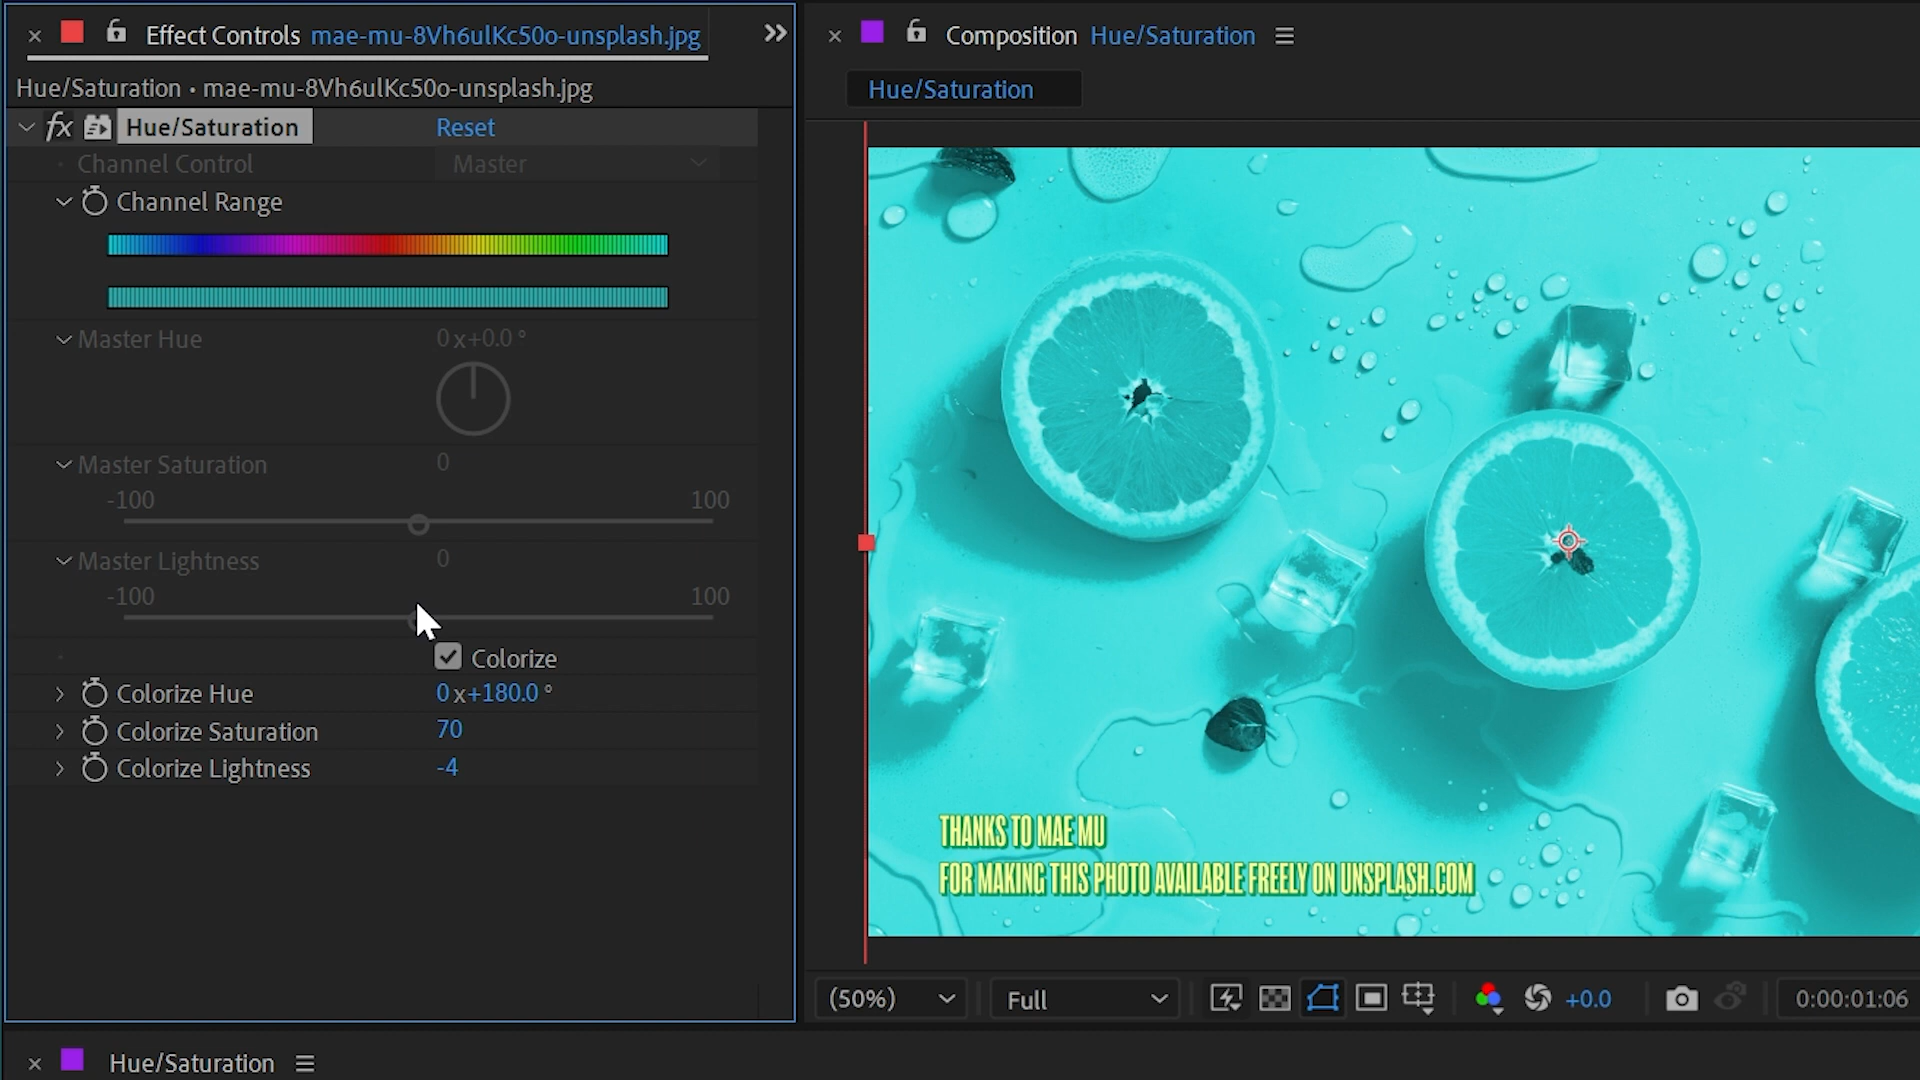 Effect Controls mae-mu-8Vh6ulKc50o-unsplash.jpg
Hue/Saturation • mae-mu-8Vh6ulKc50o-unsplash.jpg
fx Hue/Saturation Reset
Channel Control Master
Channel Range
Master Hue 0x+0.0°
Master Saturation 0
-100 100
Master Lightness 0
-100 100
Colorize
Colorize Hue 0x+180.0°
Colorize Saturation 70
Colorize Lightness -4
Composition Hue/Saturation
Hue/Saturation
THANKS TO MAE MU
FOR MAKING THIS PHOTO AVAILABLE FREELY ON UNSPLASH.COM
(50%) Full +0.0 0:00:01:06
Hue/Saturation